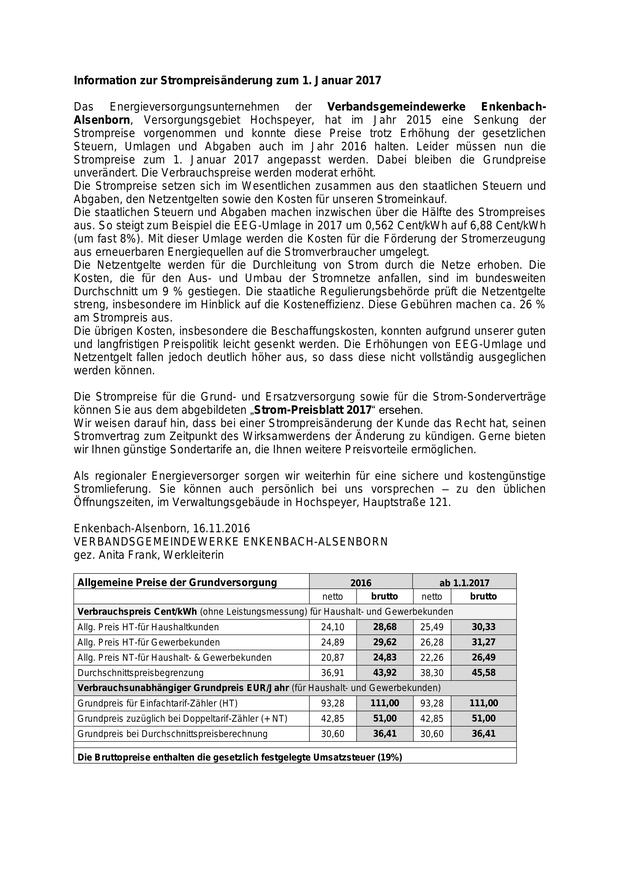 Information zur Strompreisänderung zum 1. Januar 2017
Das Energieversorgungsunternehmen der Verbandsgemeindewerke Enkenbach-
Alsenborn, Versorgungsgebiet Hochspeyer, hat im Jahr 2015 eine Senkung der
Strompreise vorgenommen und konnte diese Preise trotz Erhöhung der gesetzlichen
Steuern, Umlagen und Abgaben auch im Jahr 2016 halten. Leider müssen nun die
Strompreise zum 1. Januar 2017 angepasst werden. Dabei bleiben die Grundpreise
unverändert. Die Verbrauchspreise werden moderat erhöht.
Die Strompreise setzen sich im Wesentlichen zusammen aus den staatlichen Steuern und
Abgaben, den Netzentgelten sowie den Kosten für unseren Stromeinkauf.
Die staatlichen Steuern und Abgaben machen inzwischen über die Hälfte des Strompreises
aus. So steigt zum Beispiel die EEG-Umlage in 2017 um 0,562 Cent/kWh auf 6,88 Cent/kWh
(um fast 8%). Mit dieser Umlage werden die Kosten für die Förderung der Stromerzeugung
aus erneuerbaren Energiequellen auf die Stromverbraucher umgelegt.
Die Netzentgelte werden für die Durchleitung von Strom durch die Netze erhoben. Die
Kosten, die für den Aus- und Umbau der Stromnetze anfallen, sind im bundesweiten
Durchschnitt um 9 % gestiegen. Die staatliche Regulierungsbehörde prüft die Netzentgelte
streng, insbesondere im Hinblick auf die Kosteneffizienz. Diese Gebühren machen ca. 26 %
am Strompreis aus.
Die übrigen Kosten, insbesondere die Beschaffungskosten, konnten aufgrund unserer guten
und langfristigen Preispolitik leicht gesenkt werden. Die Erhöhungen von EEG-Umlage und
Netzentgelt fallen jedoch deutlich höher aus, so dass diese nicht vollständig ausgeglichen
werden können.
Die Strompreise für die Grund- und Ersatzversorgung sowie für die Strom-Sonderverträge
können Sie aus dem abgebildeten „Strom-Preisblatt 2017“ ersehen.
Wir weisen darauf hin, dass bei einer Strompreisänderung der Kunde das Recht hat, seinen
Stromvertrag zum Zeitpunkt des Wirksamwerdens der Änderung zu kündigen. Gerne bieten
wir Ihnen günstige Sondertarife an, die Ihnen weitere Preisvorteile ermöglichen.
Als regionaler Energieversorger sorgen wir weiterhin für eine sichere und kostengünstige
Stromlieferung. Sie können auch persönlich bei uns vorsprechen – zu den üblichen
Öffnungszeiten, im Verwaltungsgebäude in Hochspeyer, Hauptstraße 121.
Enkenbach-Alsenborn, 16.11.2016
VERBANDSGEMEINDEWERKE ENKENBACH-ALSENBORN
gez. Anita Frank, Werkleiterin
Allgemeine Preise der Grundversorgung 2016 ab 1.1.2017
netto brutto netto brutto
Verbrauchspreis Cent/kWh (ohne Leistungsmessung) für Haushalt- und Gewerbekunden
Allg. Preis HT-für Haushaltkunden 24,10 28,68 25,49 30,33
Allg. Preis HT-für Gewerbekunden 24,89 29,62 26,28 31,27
Allg. Preis NT-für Haushalt- & Gewerbekunden 20,87 24,83 22,26 26,49
Durchschnittspreisbegrenzung 36,91 43,92 38,30 45,58
Verbrauchsunabhängiger Grundpreis EUR/Jahr (für Haushalt- und Gewerbekunden)
Grundpreis für Einfachtarif-Zähler (HT) 93,28 111,00 93,28 111,00
Grundpreis zuzüglich bei Doppeltarif-Zähler (+ NT) 42,85 51,00 42,85 51,00
Grundpreis bei Durchschnittspreisberechnung 30,60 36,41 30,60 36,41
Die Bruttopreise enthalten die gesetzlich festgelegte Umsatzsteuer (19%)